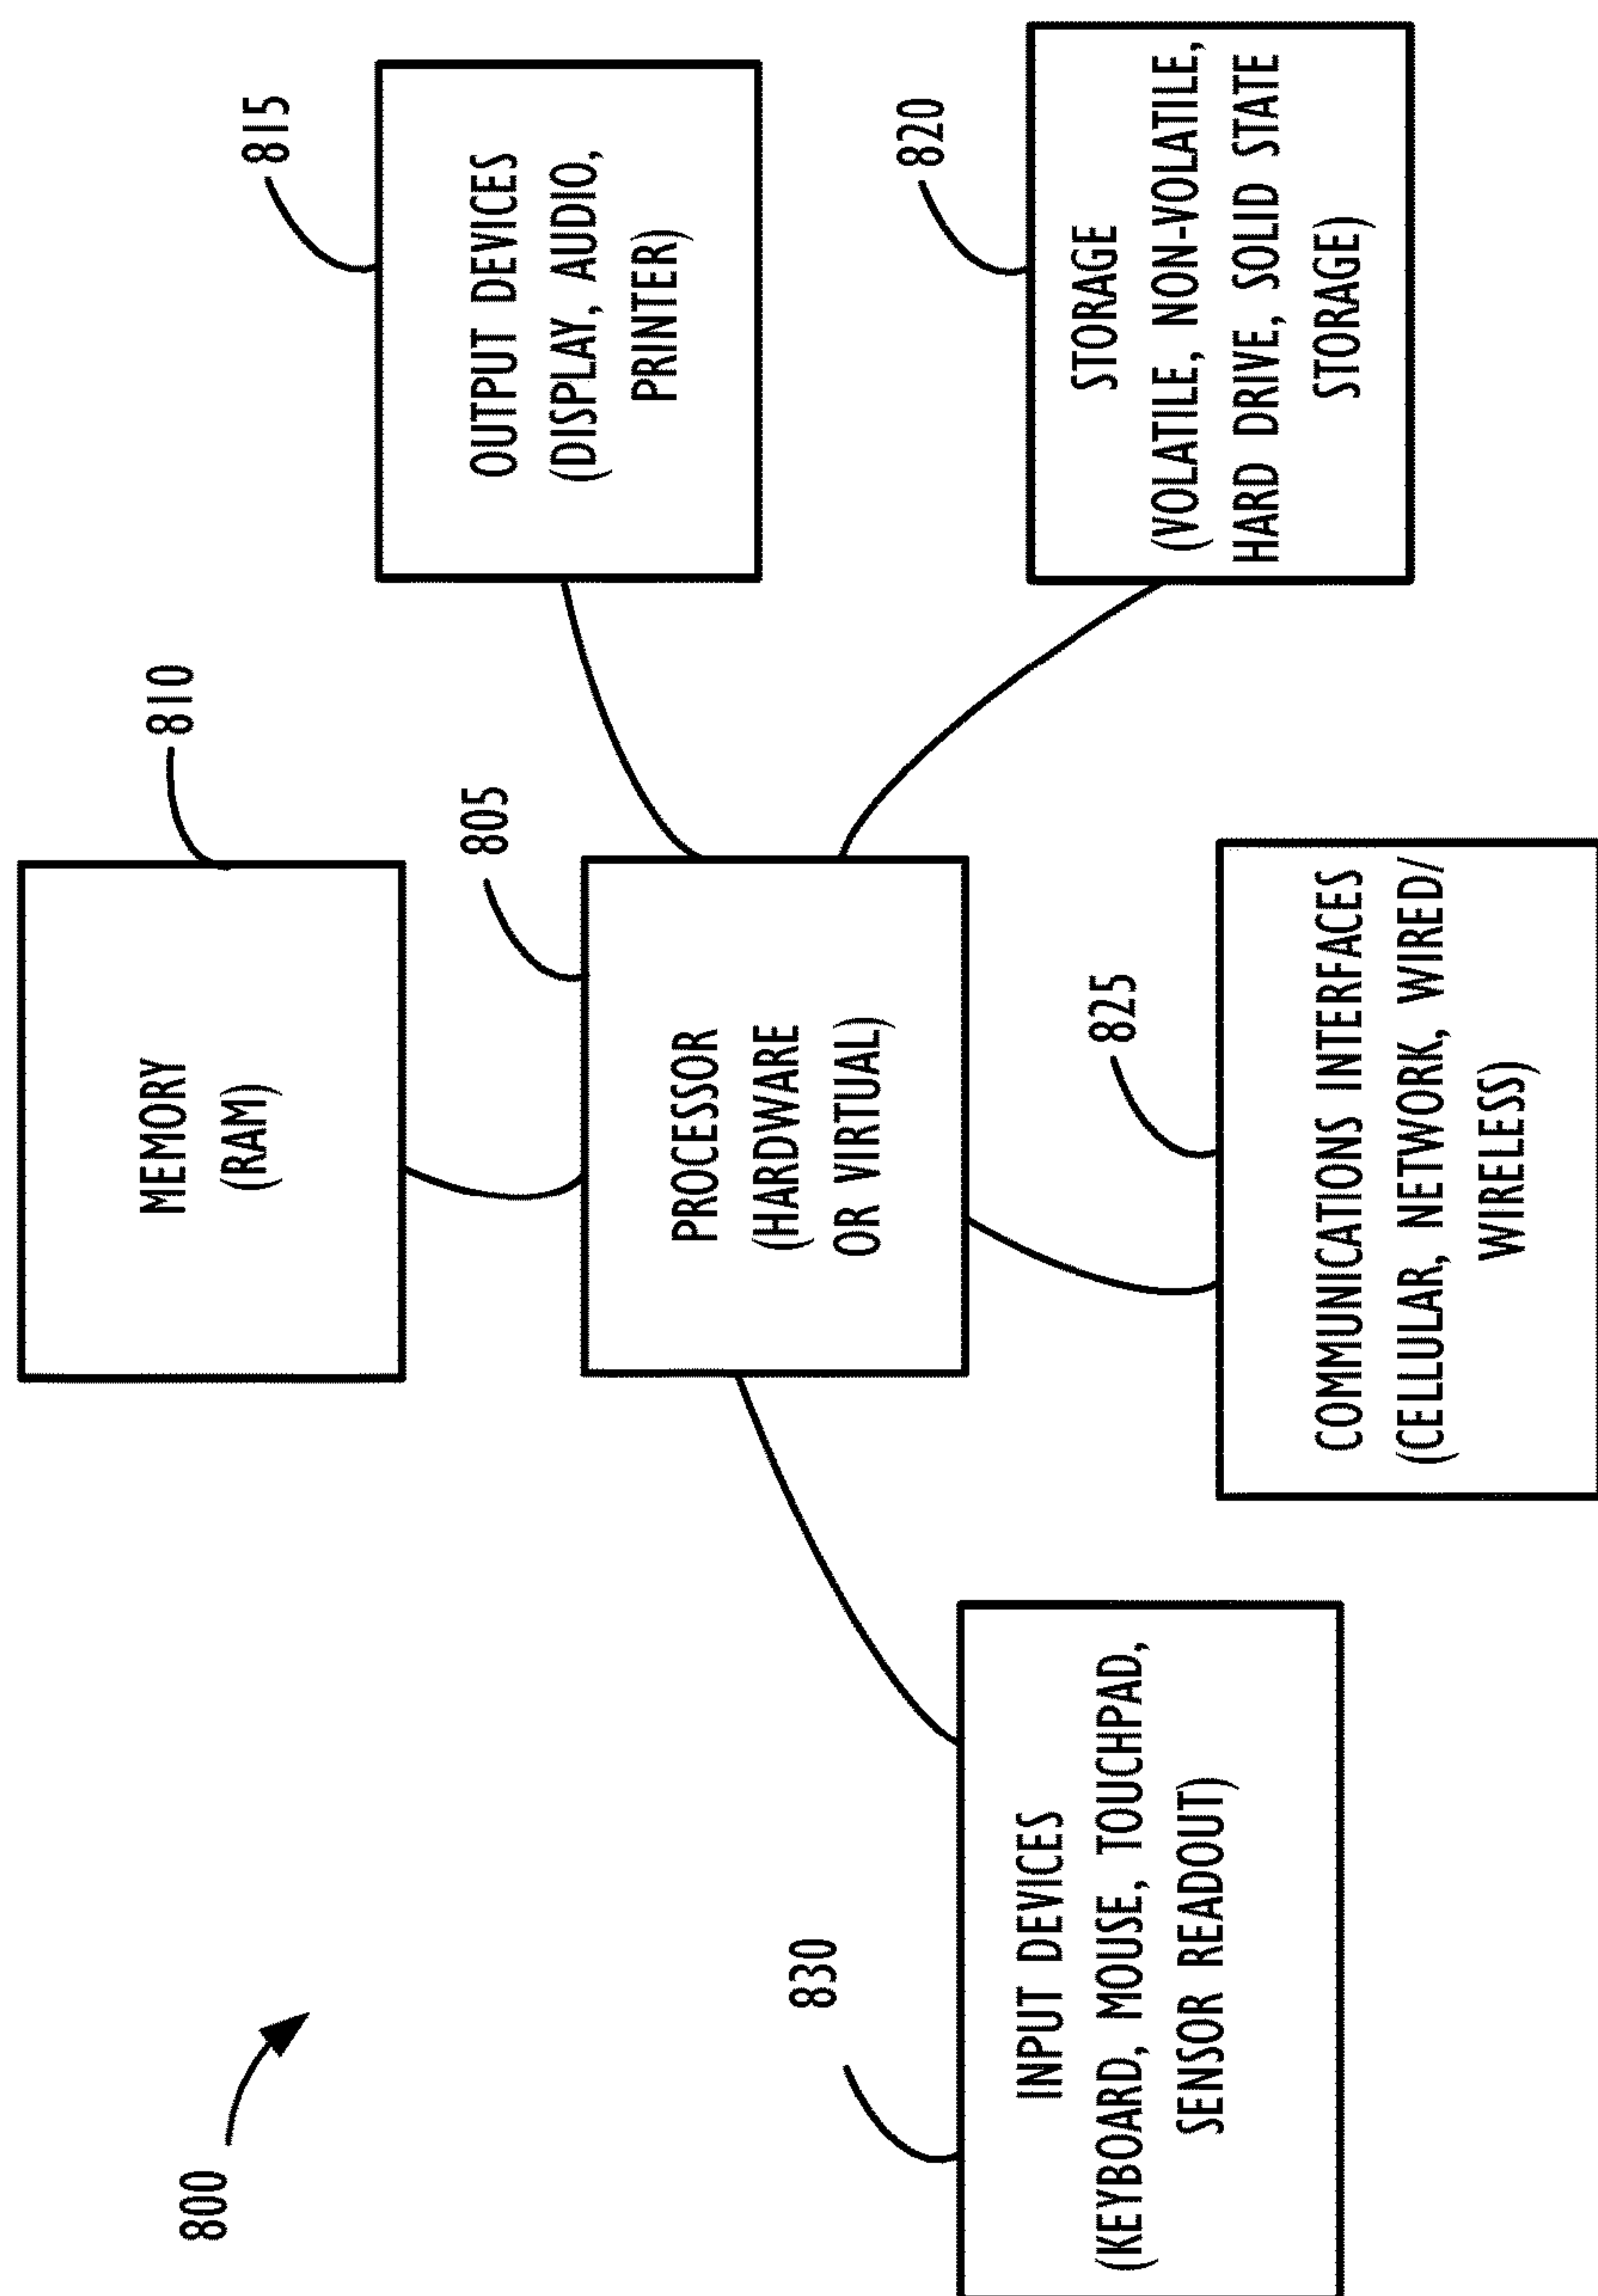 MEMORY
(RAM)
810
800
815
OUTPUT DEVICES
(DISPLAY, AUDIO,
PRINTER)
805
PROCESSOR
(HARDWARE
OR VIRTUAL)
830
INPUT DEVICES
(KEYBOARD, MOUSE, TOUCHPAD,
SENSOR READOUT)
820
STORAGE
(VOLATILE, NON-VOLATILE,
HARD DRIVE, SOLID STATE
STORAGE)
825
COMMUNICATIONS INTERFACES
(CELLULAR, NETWORK, WIRED/
WIRELESS)